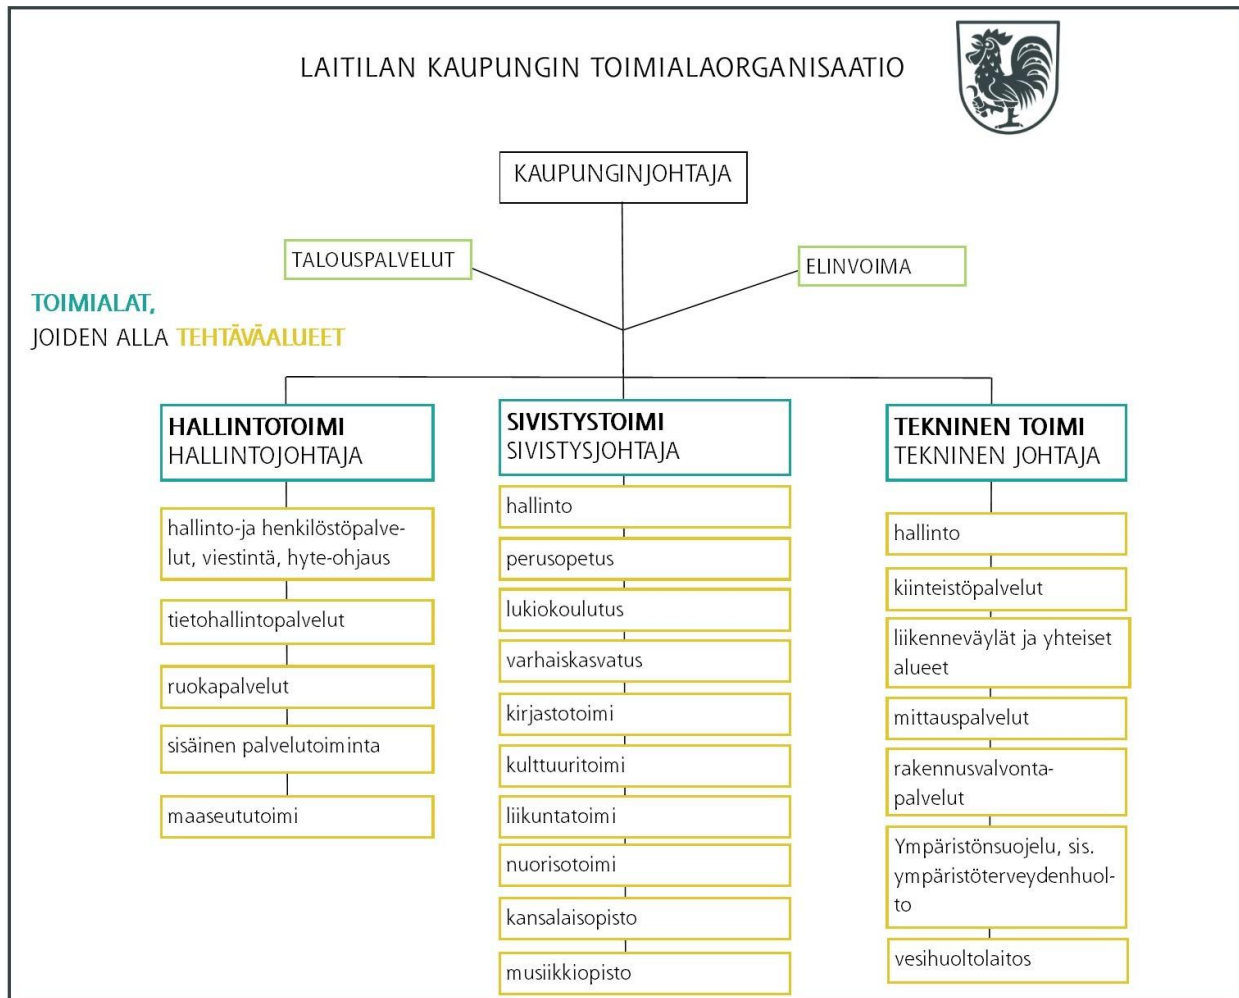 LAITILAN KAUPUNGIN TOIMIALAORGANISAATIO
KAUPUNGINJOHTAJA
TALOUSPALVELUT
ELINVOIMA
TOIMIALAT,
JOIDEN ALLA TEHTÄVÄALUEET
HALLINTOTOIMI
HALLINTOJOHTAJA
hallinto-ja henkilöstöpalve-
lut, viestintä, hyte-ohjaus
tietohallintopalvelut
ruokapalvelut
sisäinen palvelutoiminta
maaseututoimi
SIVISTYSTOIMI
SIVISTYSJOHTAJA
hallinto
perusopetus
lukiokoulutus
varhaiskasvatus
kirjastotoimi
kulttuuritoimi
liikuntatoimi
nuorisotoimi
kansalaisopisto
musiikkiopisto
TEKNINEN TOIMI
TEKNINEN JOHTAJA
hallinto
kiinteistöpalvelut
liikenneväylät ja yhteiset
alueet
mittauspalvelut
rakennusvalvonta-
palvelut
Ympäristönsuojelu, sis.
ympäristöterveydenhuol-
to
vesihuoltolaitos